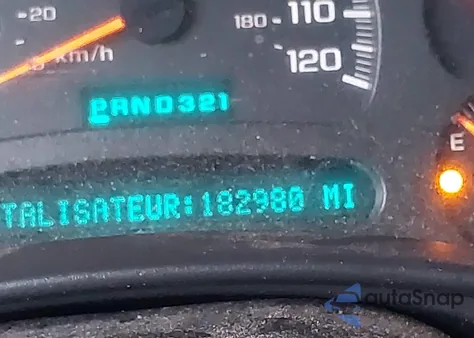 -20
180 - 110
120
km/h
PRND321
E
TALISATEUR:182980 MI
autoSnap